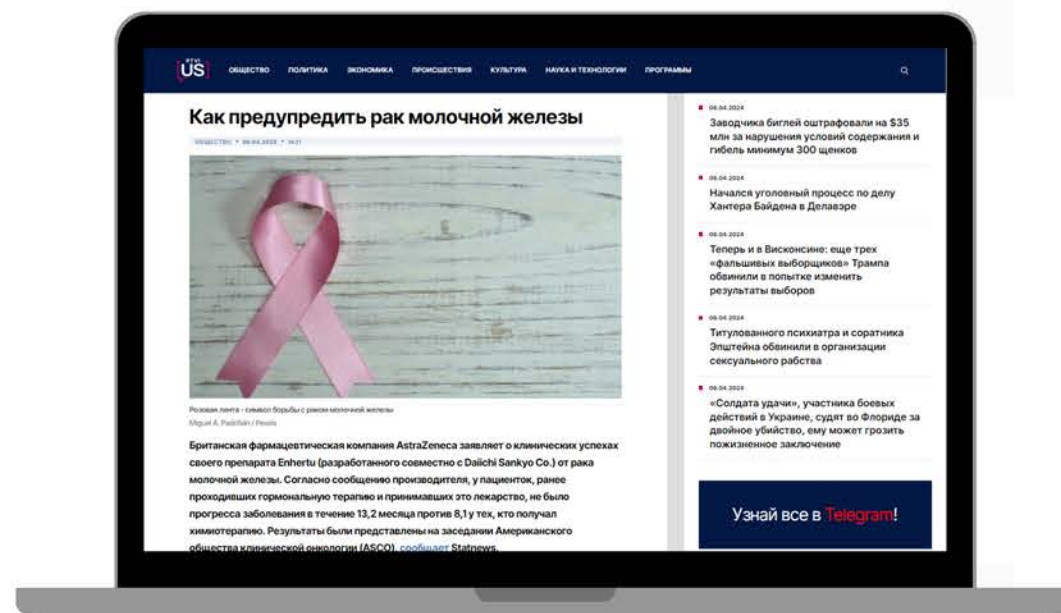 RTVI
US
ОБЩЕСТВО ПОЛИТИКА ЭКОНОМИКА ПРОИСШЕСТВИЯ КУЛЬТУРА НАУКА И ТЕХНОЛОГИИ ПРОГРАММЫ
Как предупредить рак молочной железы
ОБЩЕСТВО
Розовая лента - символ борьбы с раком молочной железы
Miguel Á. Padriñán / Pexels
Британская фармацевтическая компания AstraZeneca заявляет о клинических успехах
своего препарата Enhertu (разработанного совместно с Daiichi Sankyo Co.) от рака
молочной железы. Согласно сообщению производителя, у пациенток, ранее
проходивших гормональную терапию и принимавших это лекарство, не было
прогресса заболевания в течение 13,2 месяца против 8,1 у тех, кто получал
химиотерапию. Результаты были представлены на заседании Американского
общества клинической онкологии (ASCO), сообщает Statnews.
06.04.2024
Заводчика биглей оштрафовали на $35
млн за нарушения условий содержания и
гибель минимум 300 щенков
06.04.2024
Начался уголовный процесс по делу
Хантера Байдена в Делавэре
06.04.2024
Теперь и в Висконсине: еще трех
«фальшивых выборщиков» Трампа
обвинили в попытке изменить
результаты выборов
06.04.2024
Титулованного психиатра и соратника
Эпштейна обвинили в организации
сексуального рабства
06.04.2024
«Солдата удачи», участника боевых
действий в Украине, судят во Флориде за
двойное убийство, ему может грозить
пожизненное заключение
Узнай все в Telegram!